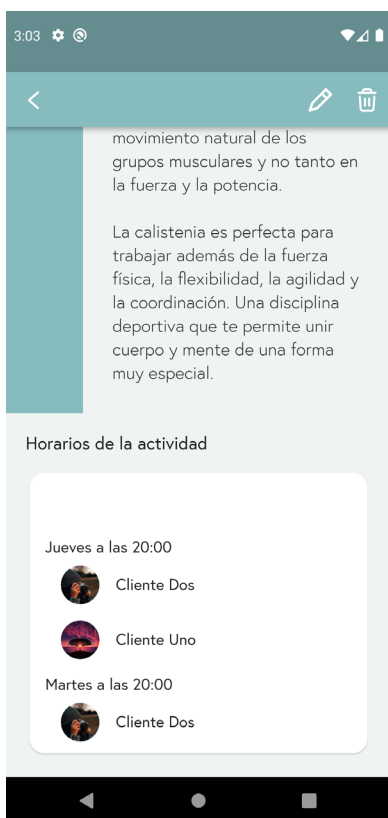 3:03
movimiento natural de los
grupos musculares y no tanto en
la fuerza y la potencia.
La calistenia es perfecta para
trabajar además de la fuerza
física, la flexibilidad, la agilidad y
la coordinación. Una disciplina
deportiva que te permite unir
cuerpo y mente de una forma
muy especial.
Horarios de la actividad
Jueves a las 20:00
Cliente Dos
Cliente Uno
Martes a las 20:00
Cliente Dos